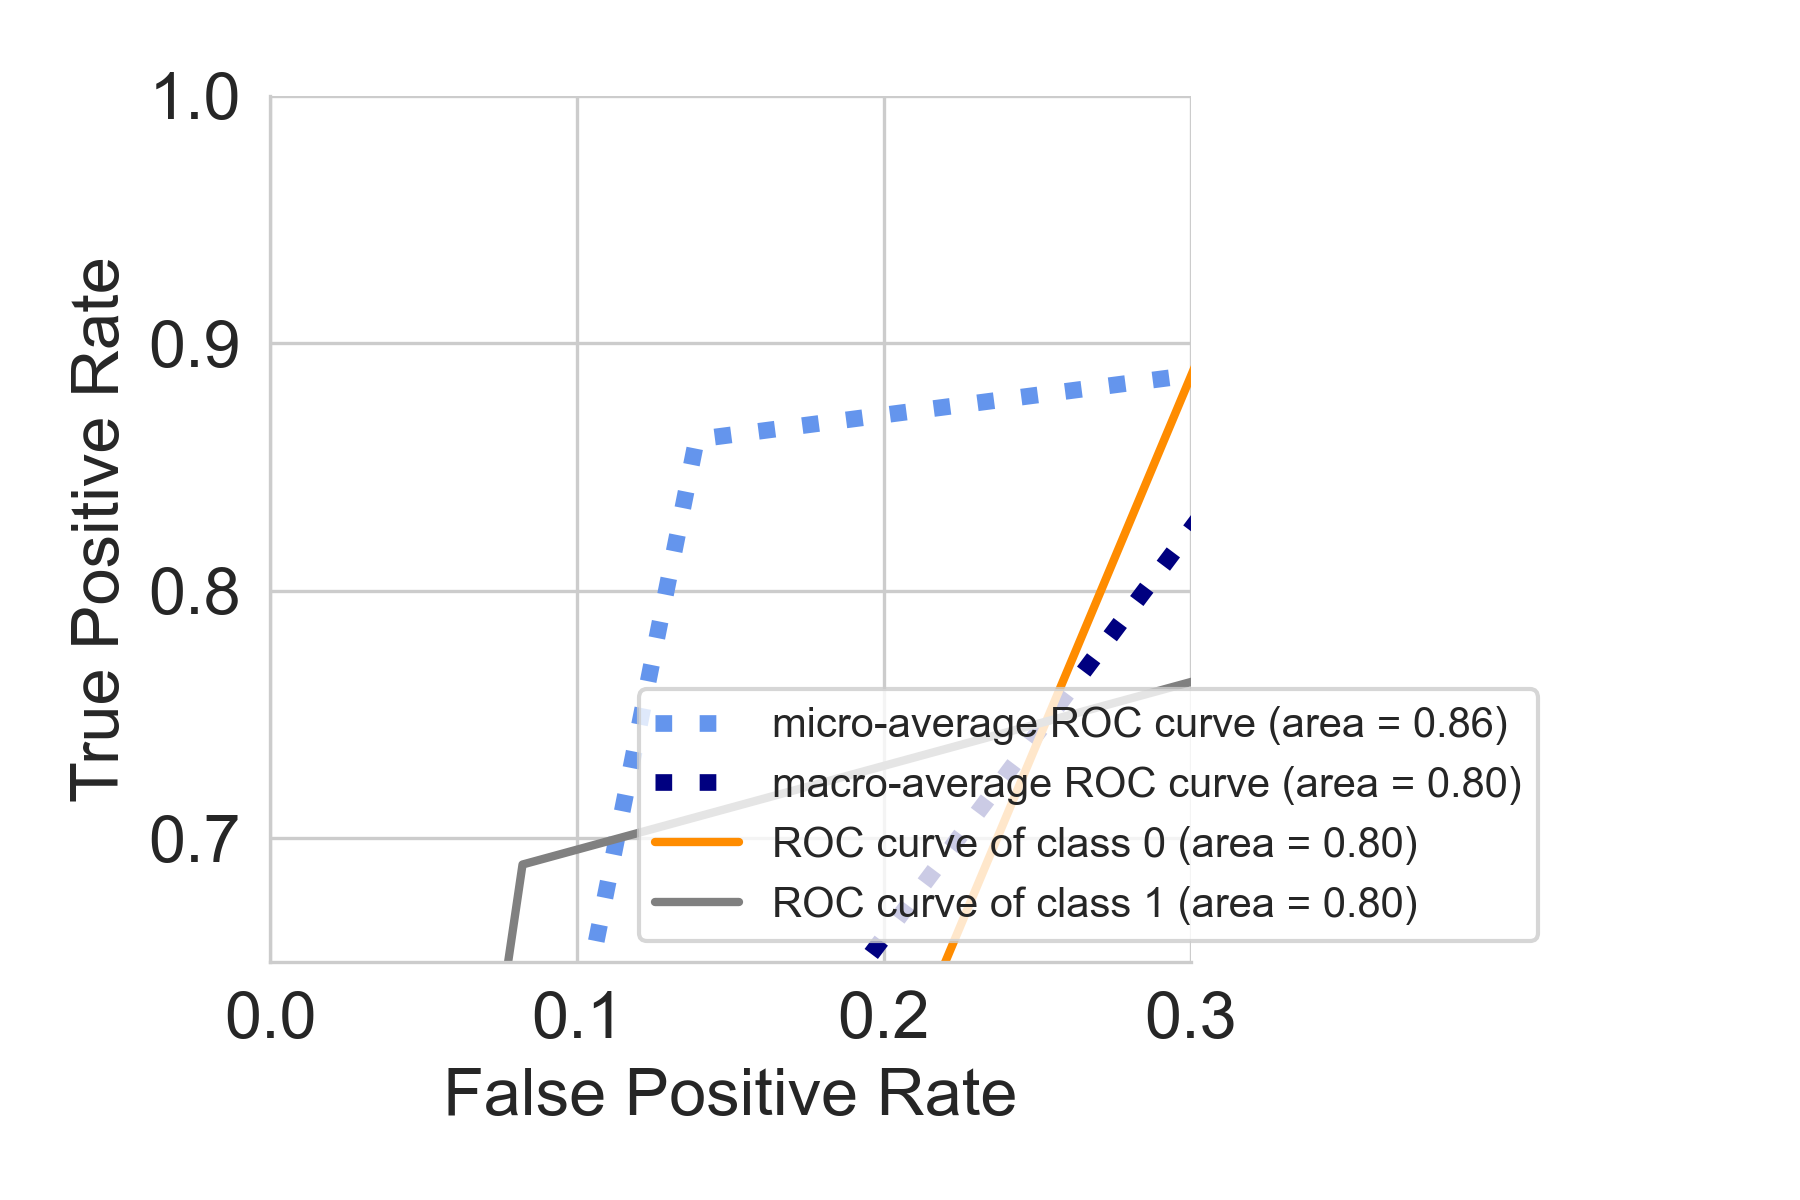 True Positive Rate
1.0
0.9
0.8
0.7
micro-average ROC curve (area = 0.86)
macro-average ROC curve (area = 0.80)
ROC curve of class 0 (area = 0.80)
ROC curve of class 1 (area = 0.80)
0.0 0.1 0.2 0.3
False Positive Rate